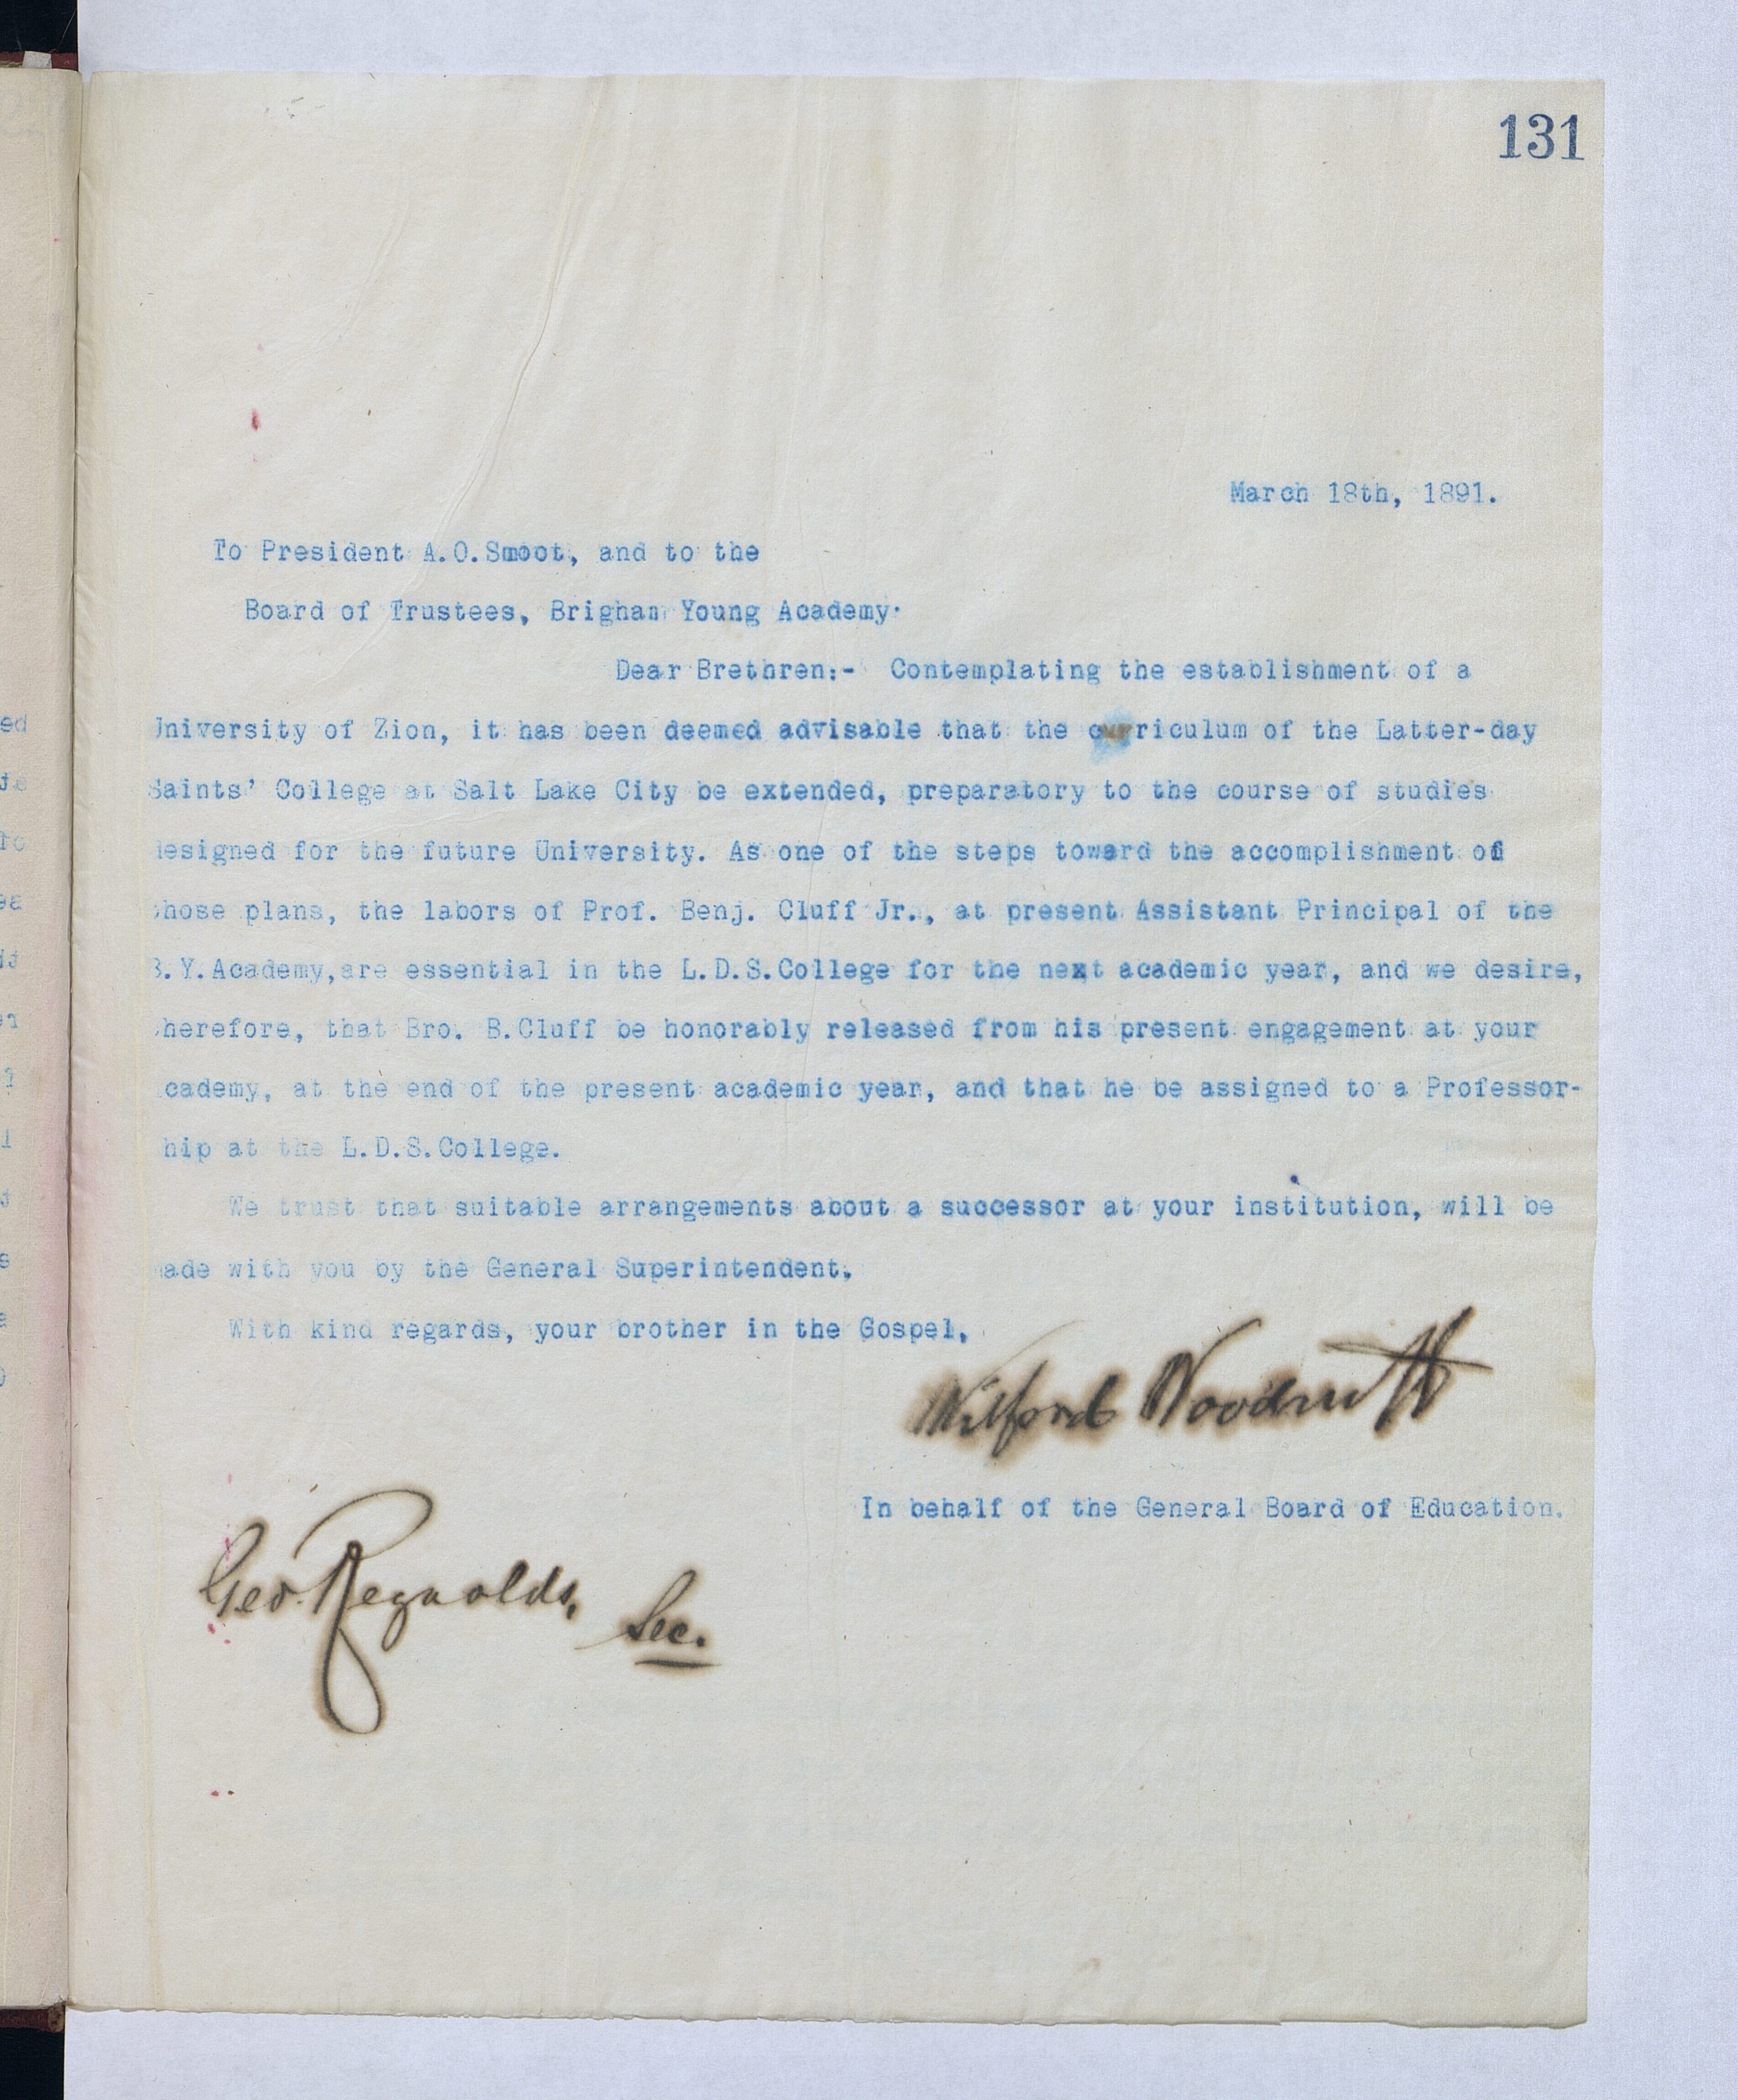 131
March 18th, 1891.
To President A.O.Smoot, and to the
Board of Trustees, Brigham Young Academy.
Dear Brethren:- Contemplating the establishment of a
University of Zion, it has been deemed advisable that the curriculum of the Latter-day
Saints' College at Salt Lake City be extended, preparatory to the course of studies
designed for the future University. As one of the steps toward the accomplishment of
those plans, the labors of Prof. Benj. Cluff Jr., at present Assistant Principal of the
B.Y.Academy,are essential in the L.D.S.College for the next academic year, and we desire,
therefore, that Bro. B.Cluff be honorably released from his present engagement at your
cademy, at the end of the present academic year, and that he be assigned to a Professor-
hip at the L.D.S.College.
We trust that suitable arrangements about a successor at your institution, will be
made with you by the General Superintendent.
With kind regards, your brother in the Gospel,
Wilford Woodruff
In behalf of the General Board of Education.
Geo. Reynolds,
Sec.